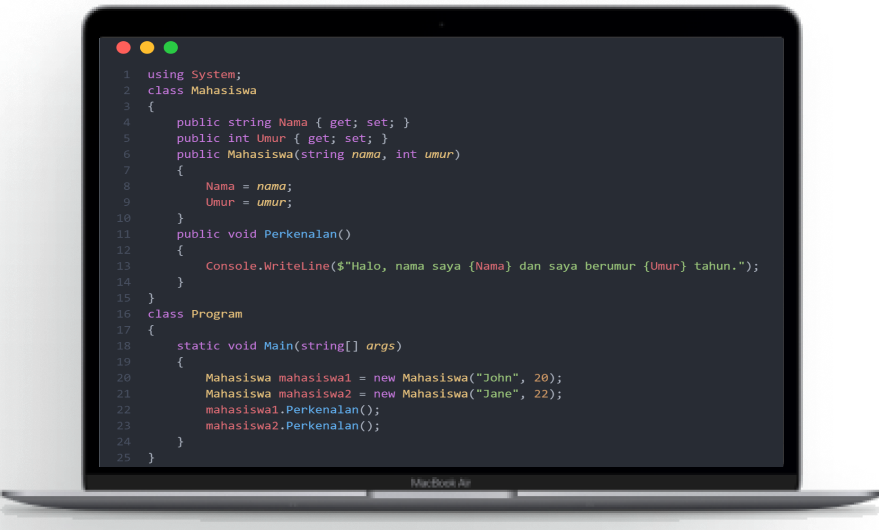 1 using System;
2 class Mahasiswa
3 {
4 public string Nama { get; set; }
5 public int Umur { get; set; }
6 public Mahasiswa(string nama, int umur)
7 {
8 Nama = nama;
9 Umur = umur;
10 }
11 public void Perkenalan()
12 {
13 Console.WriteLine($"Halo, nama saya {Nama} dan saya berumur {Umur} tahun.");
14 }
15 }
16 class Program
17 {
18 static void Main(string[] args)
19 {
20 Mahasiswa mahasiswa1 = new Mahasiswa("John", 20);
21 Mahasiswa mahasiswa2 = new Mahasiswa("Jane", 22);
22 mahasiswa1.Perkenalan();
23 mahasiswa2.Perkenalan();
24 }
25 }
MacBook Air